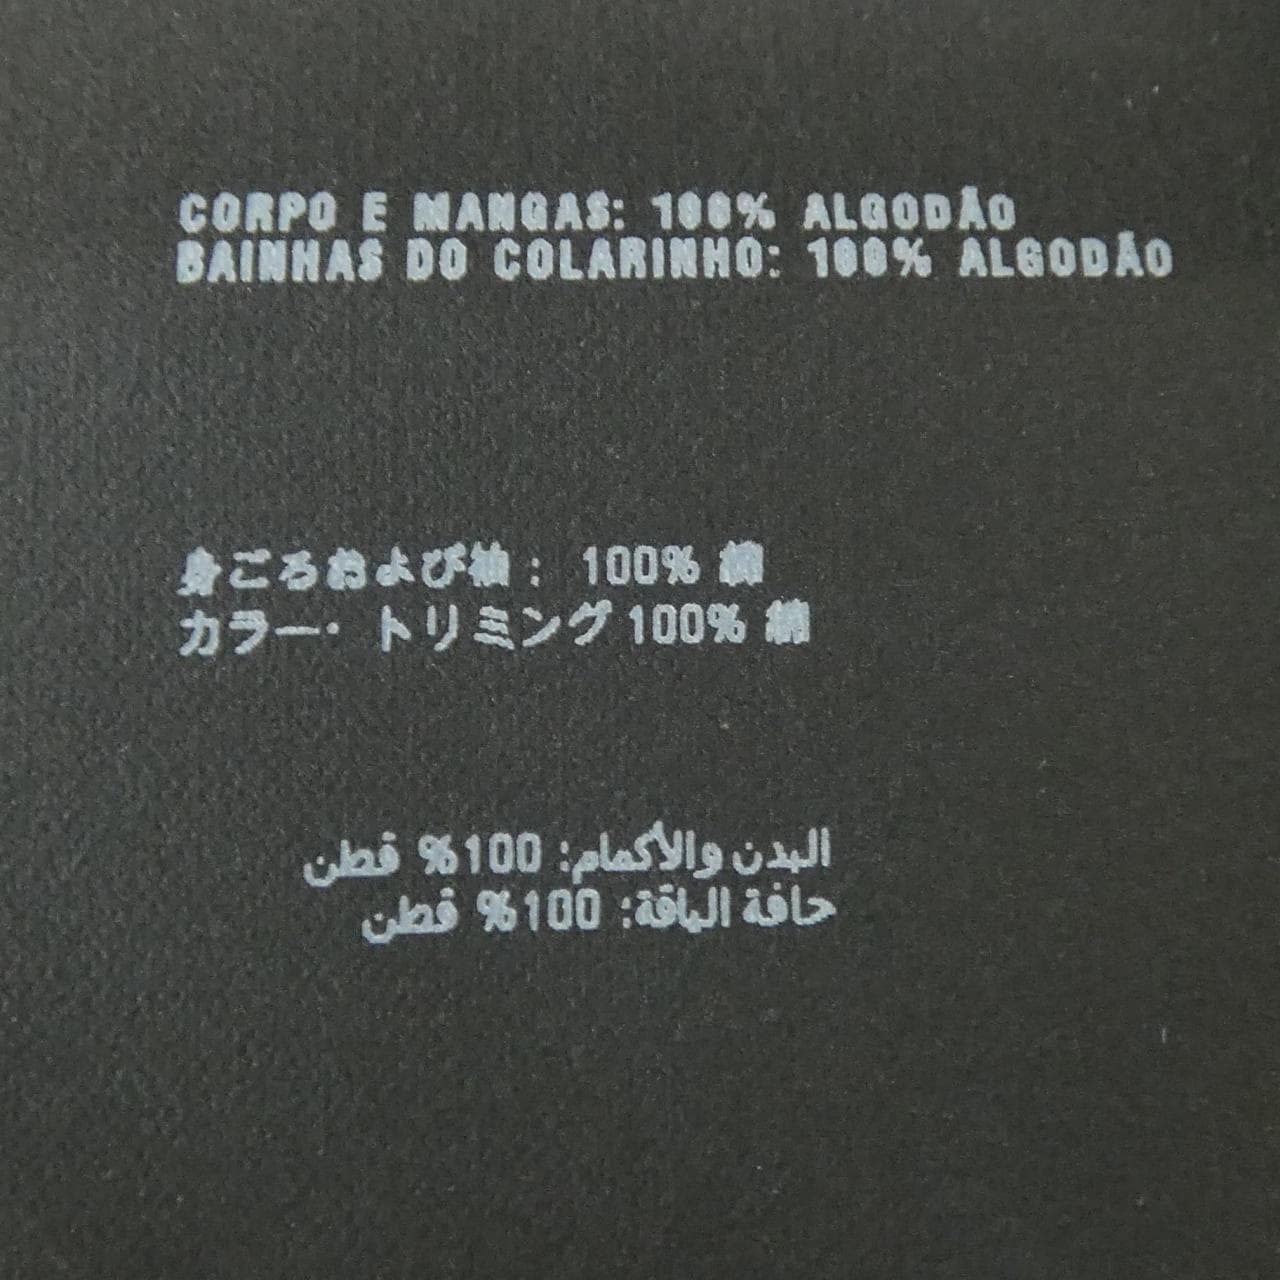 CORPO E MANGAS: 100% ALGODÃO
BAINHAS DO COLARINHO: 100% ALGODÃO
身ごろおよび袖： 100% 綿
カラー・トリミング 100% 綿
البدن والأكمام: 100% قطن
حافة الياقة: 100% قطن